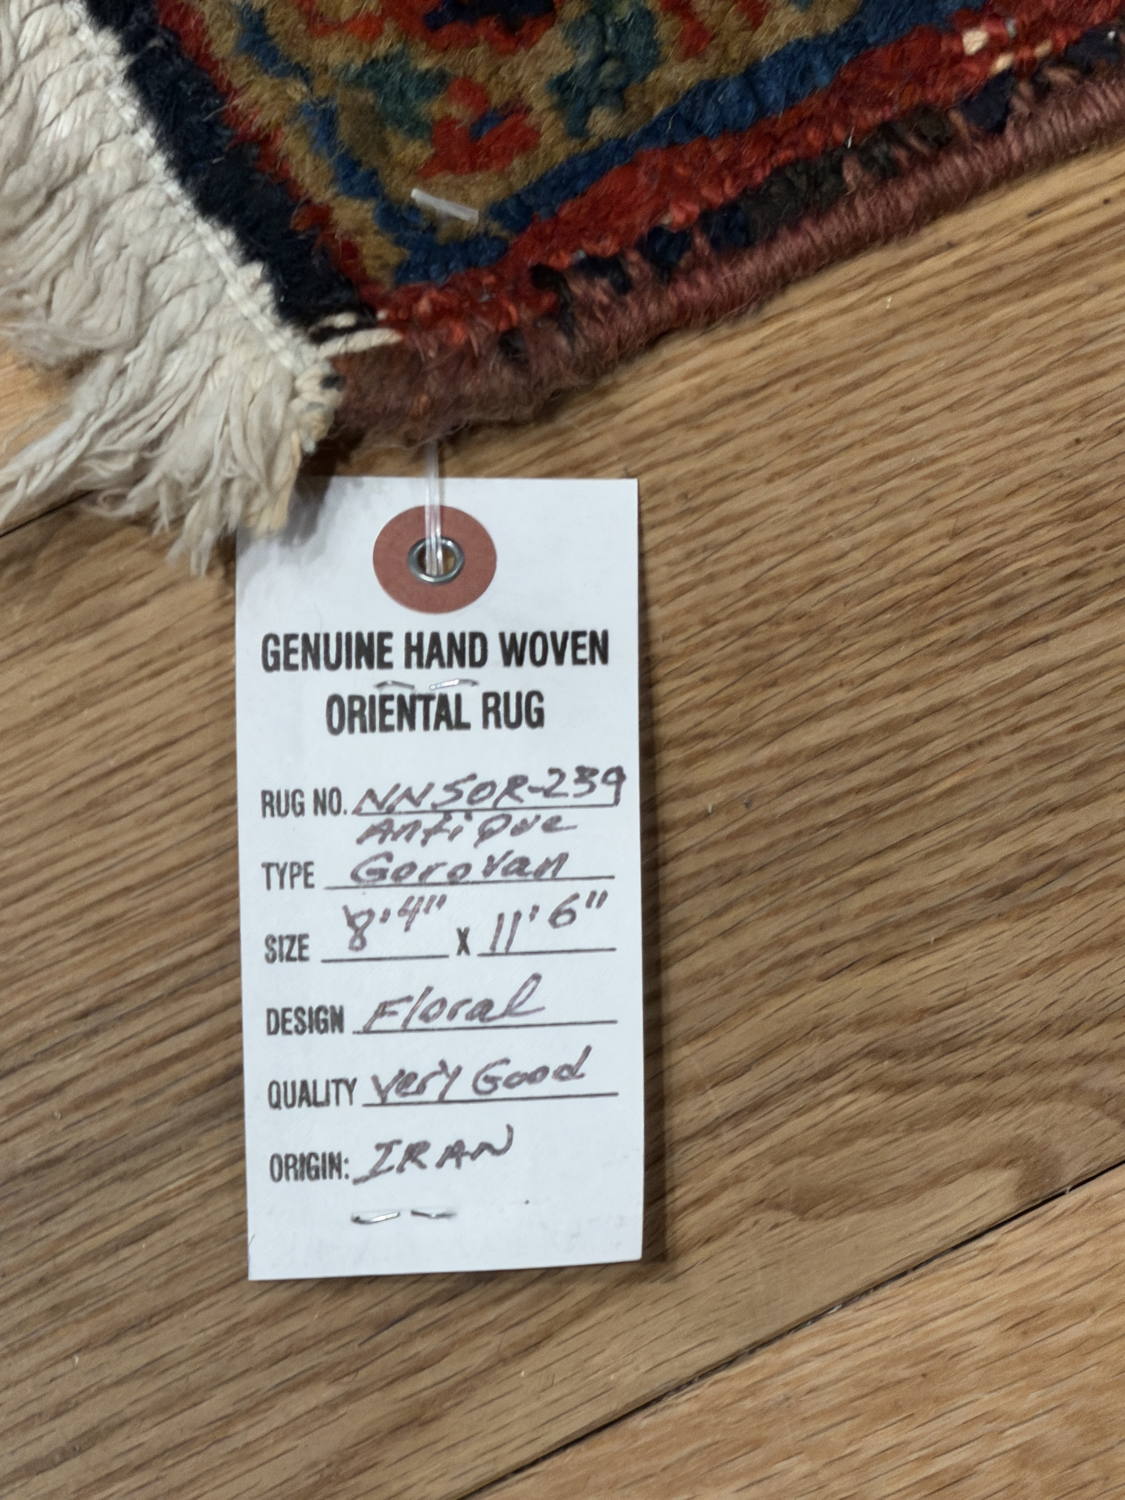 GENUINE HAND WOVEN
ORIENTAL RUG
RUG NO. NN50R-239
Antique
TYPE Gorovan
SIZE 8'4" X 11'6"
DESIGN Floral
QUALITY very Good
ORIGIN: IRAN